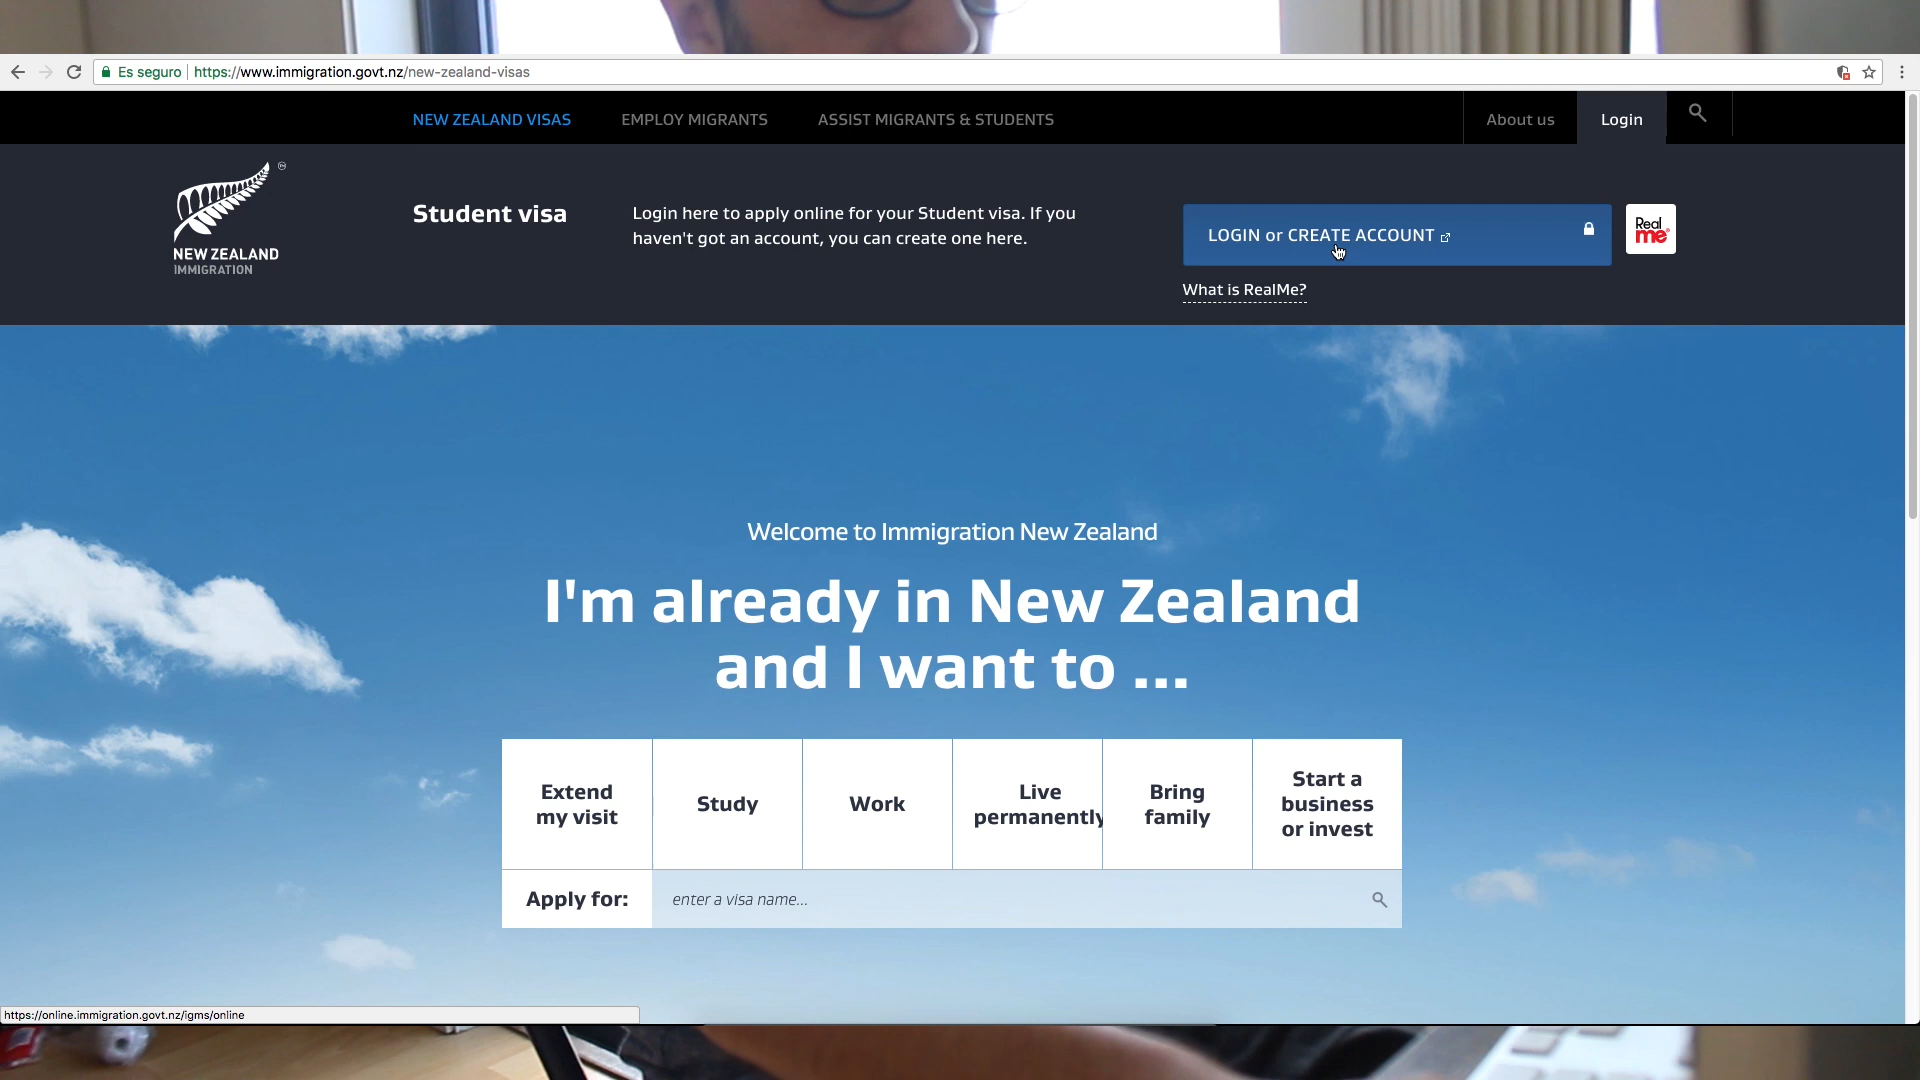 Es seguro
https://www.immigration.govt.nz/new-zealand-visas
NEW ZEALAND VISAS
EMPLOY MIGRANTS
ASSIST MIGRANTS & STUDENTS
About us
Login
NEW ZEALAND
IMMIGRATION
Student visa
Login here to apply online for your Student visa. If you
haven't got an account, you can create one here.
LOGIN or CREATE ACCOUNT
Real
me
What is RealMe?
Welcome to Immigration New Zealand
I'm already in New Zealand
and I want to ...
Extend
my visit
Study
Work
Live
permanently
Bring
family
Start a
business
or invest
Apply for:
enter a visa name...
https://online.immigration.govt.nz/igms/online